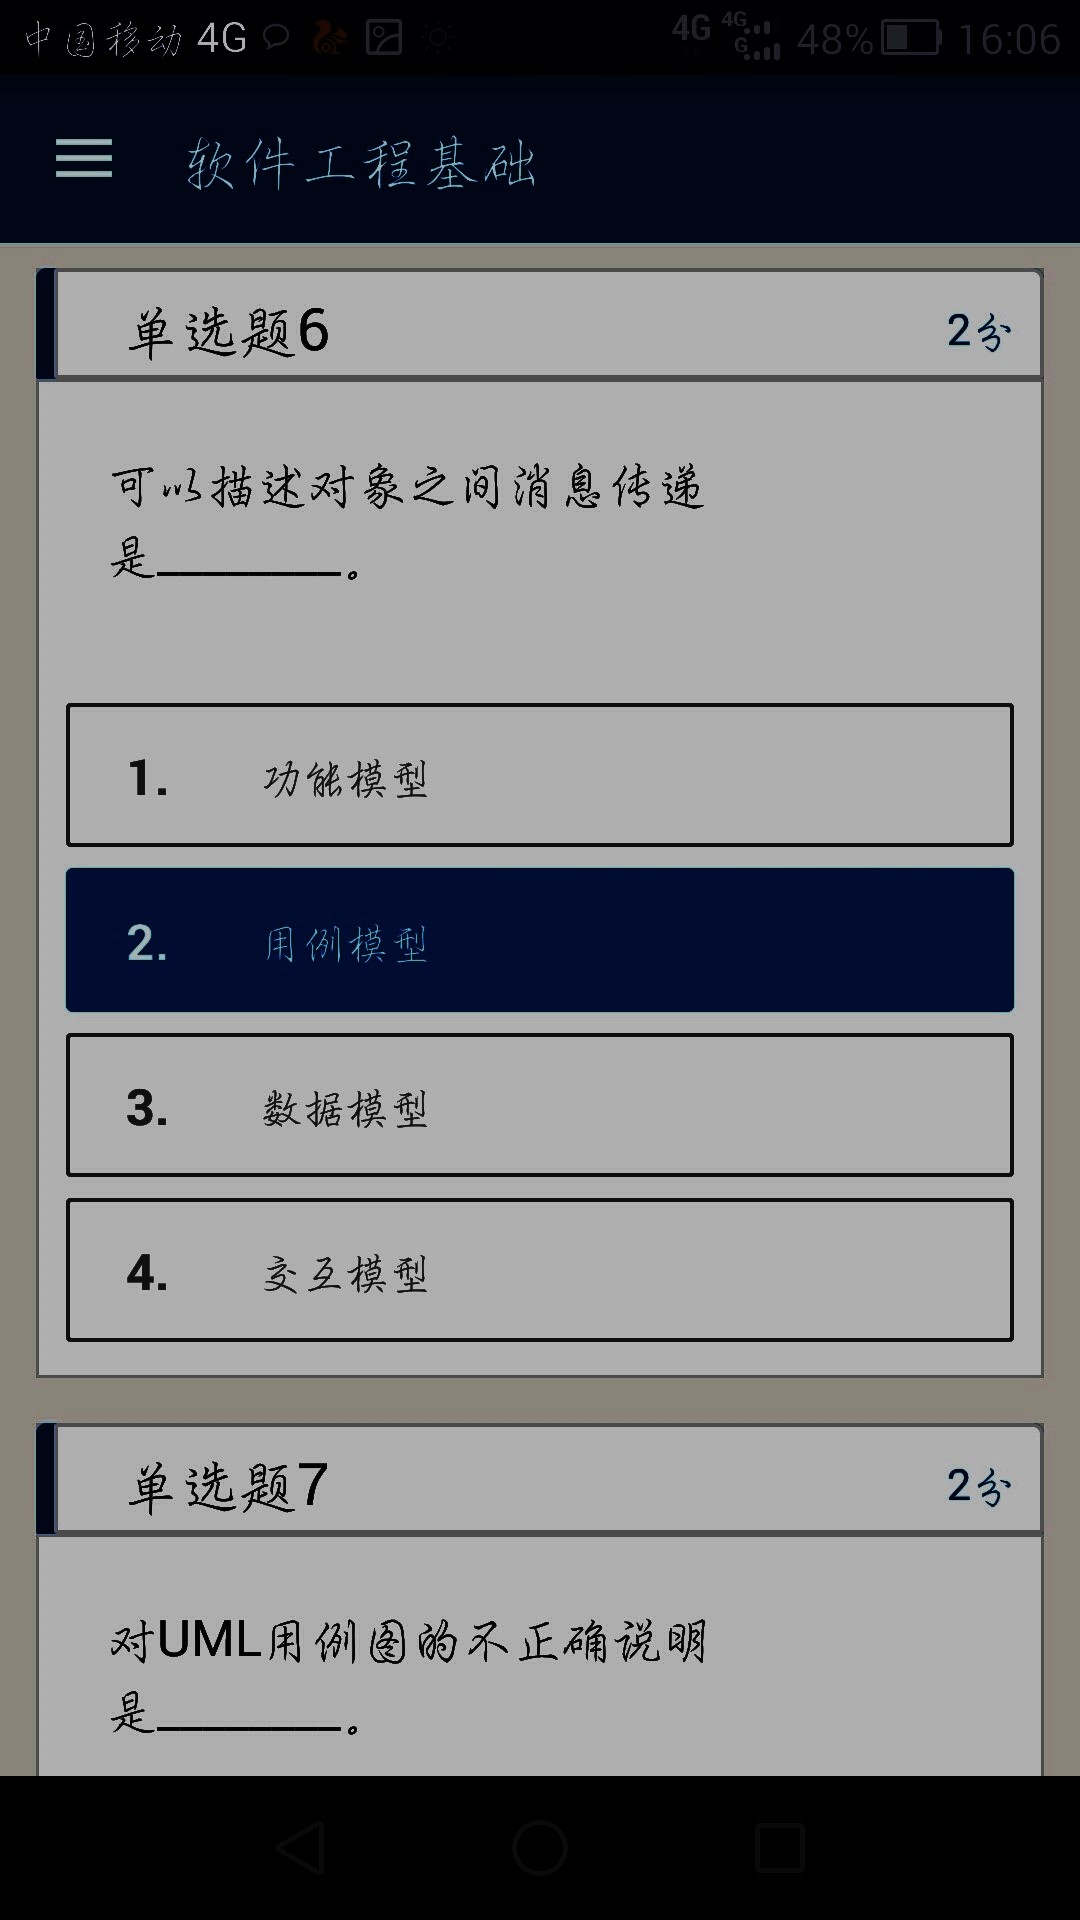 中国移动 4G 4G 4G G 48% 16:06
软件工程基础
单选题6 2分
可以描述对象之间消息传递
是________。
1. 功能模型
2. 用例模型
3. 数据模型
4. 交互模型
单选题7 2分
对UML用例图的不正确说明
是________。